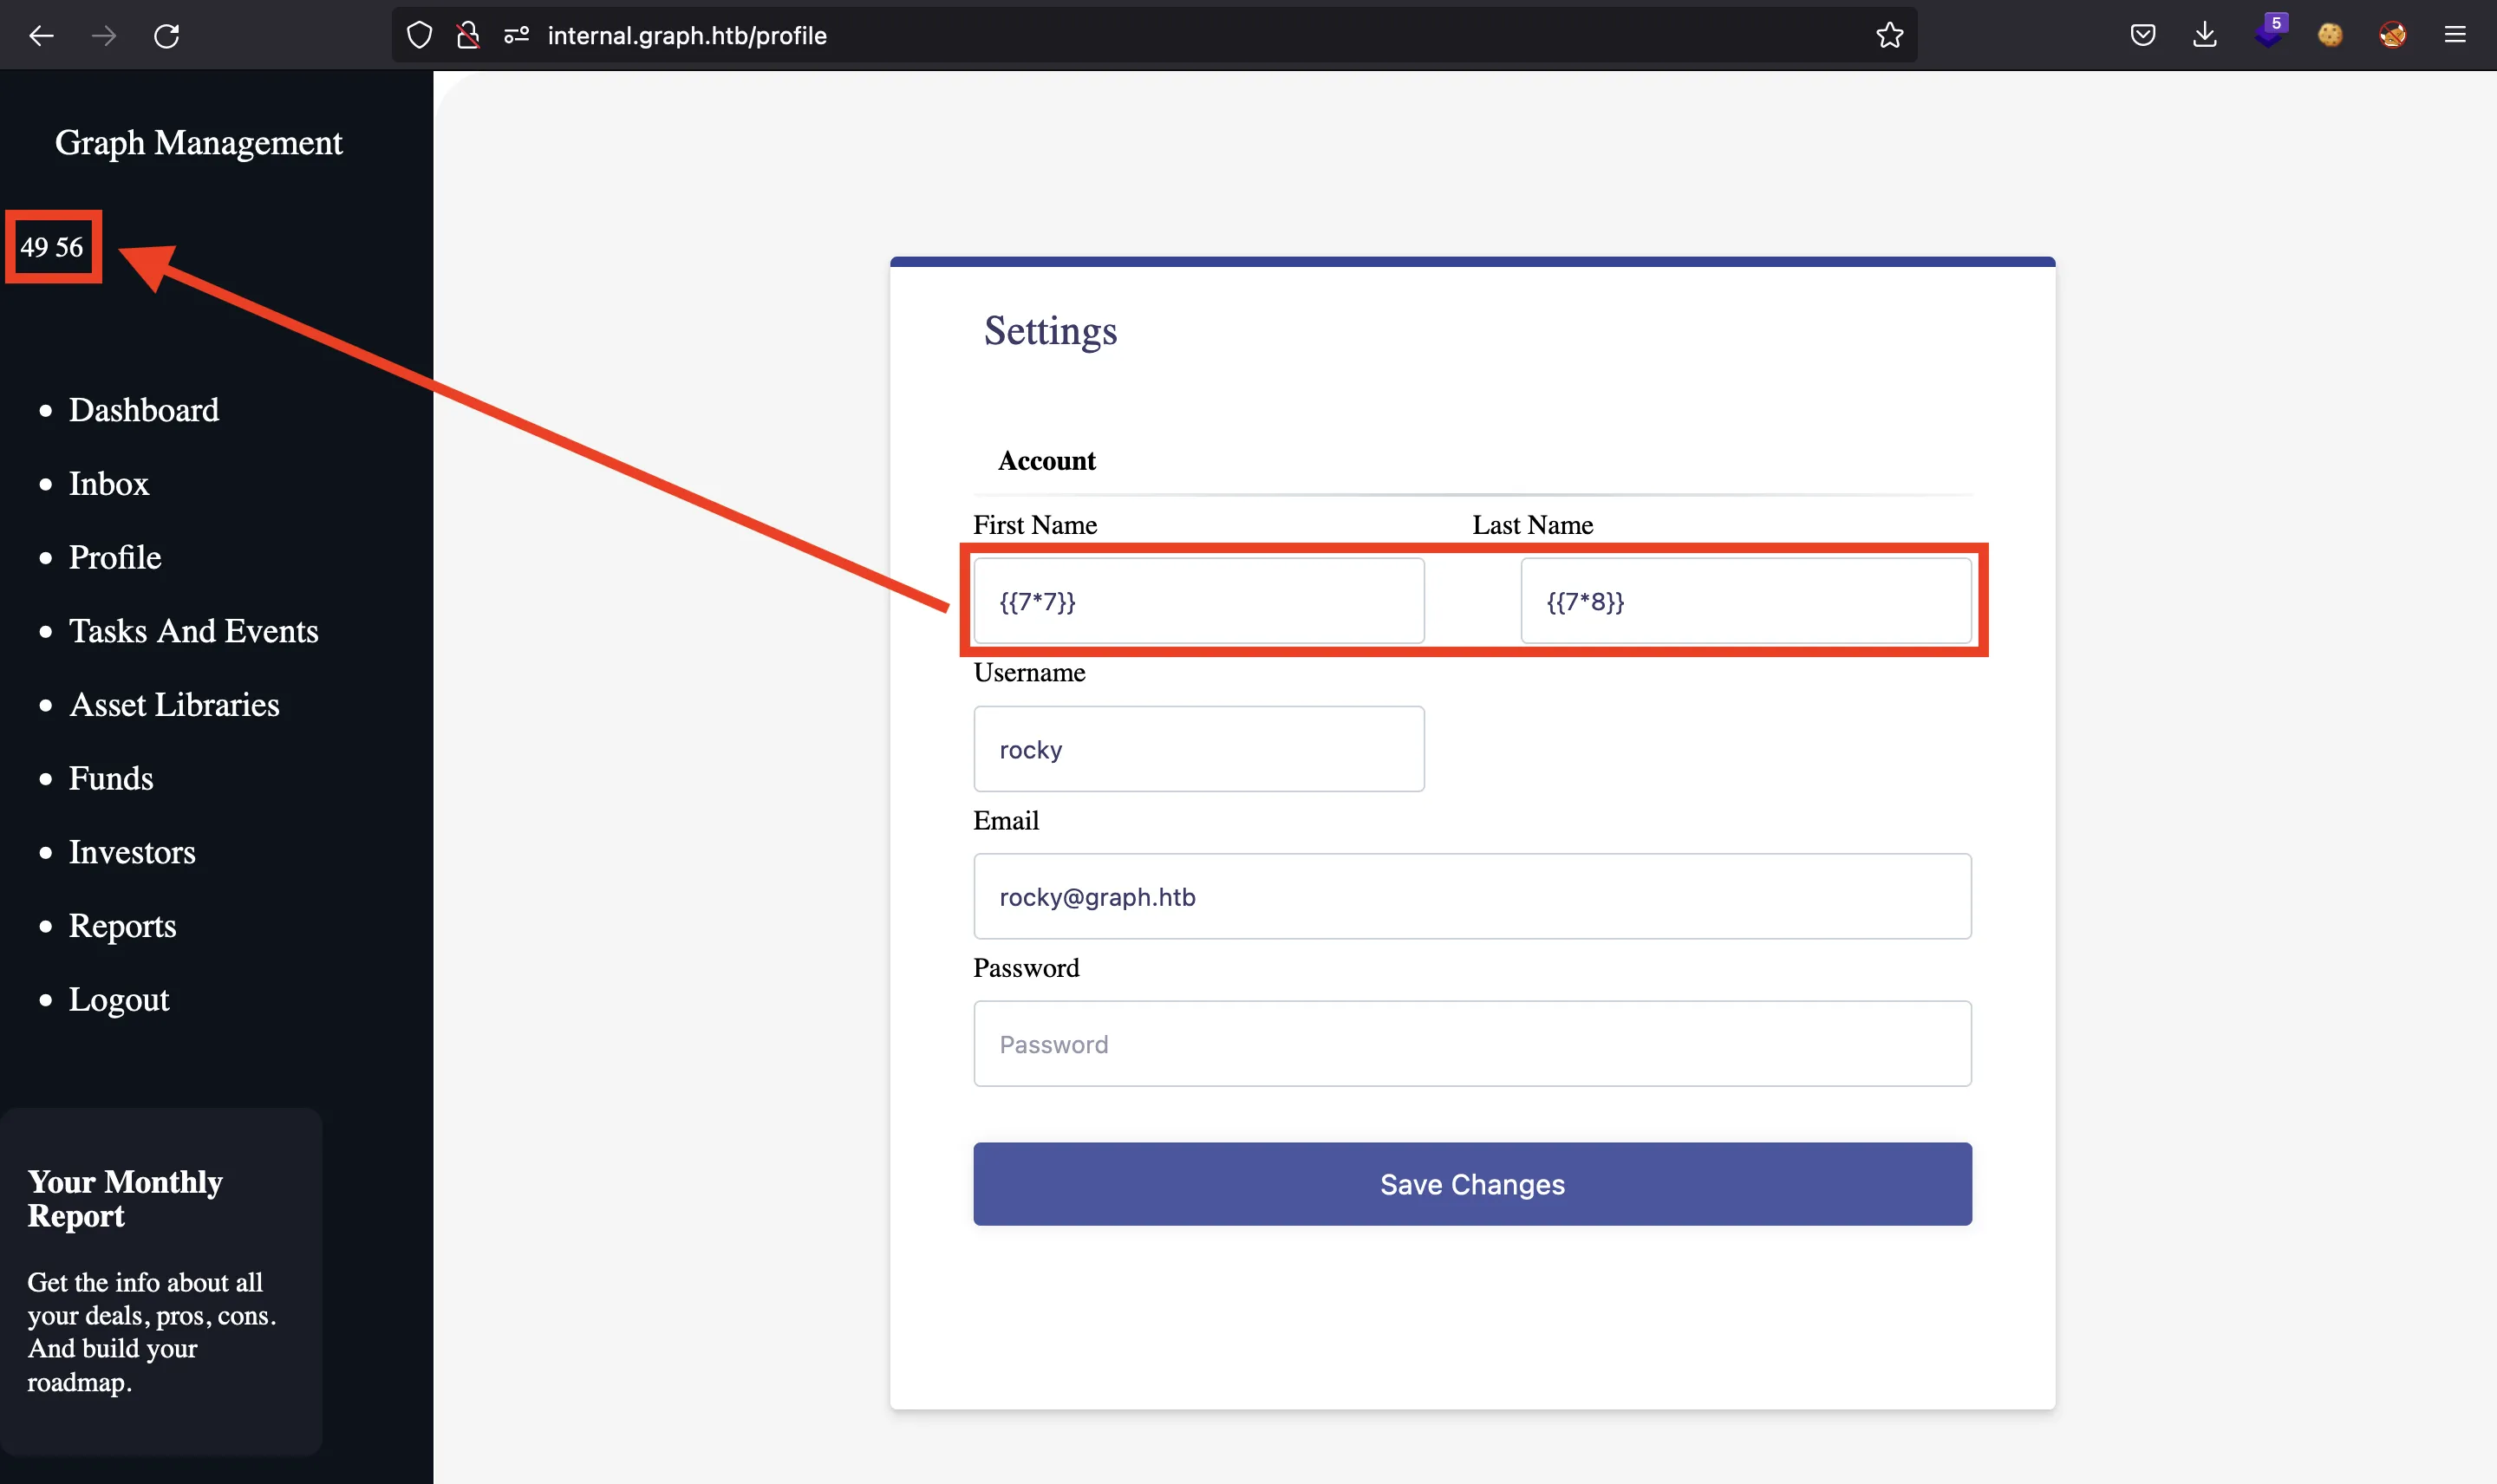 internal.graph.htb/profile
5
Graph Management
49 56
Dashboard
Inbox
Profile
Tasks And Events
Asset Libraries
Funds
Investors
Reports
Logout
Your Monthly
Report
Get the info about all
your deals, pros, cons.
And build your
roadmap.
Settings
Account
First Name Last Name
{{7*7}} {{7*8}}
Username
rocky
Email
rocky@graph.htb
Password
Password
Save Changes